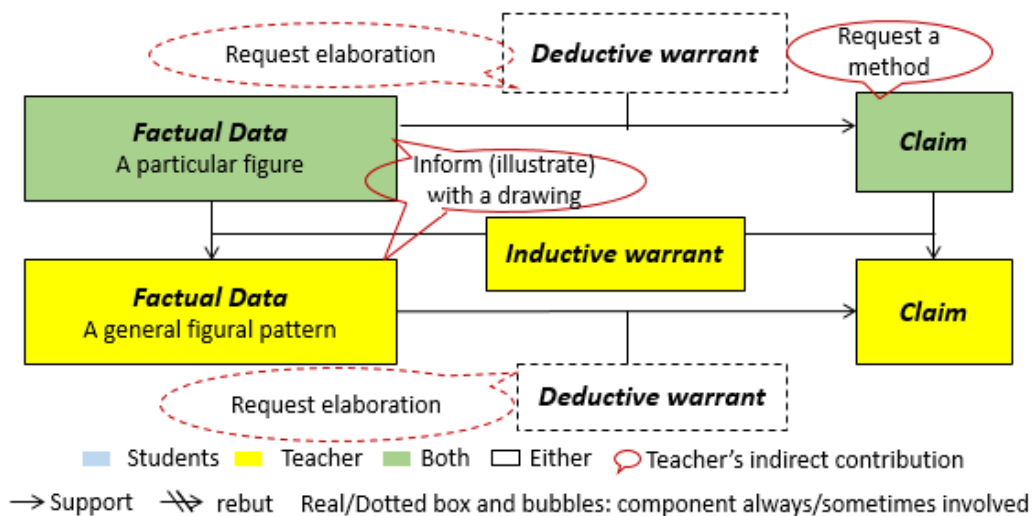 Request elaboration
Deductive warrant
Request a
method
Factual Data
A particular figure
Inform (illustrate)
with a drawing
Claim
Inductive warrant
Factual Data
A general figural pattern
Claim
Request elaboration
Deductive warrant
Students Teacher Both Either Teacher’s indirect contribution
Support rebut Real/Dotted box and bubbles: component always/sometimes involved